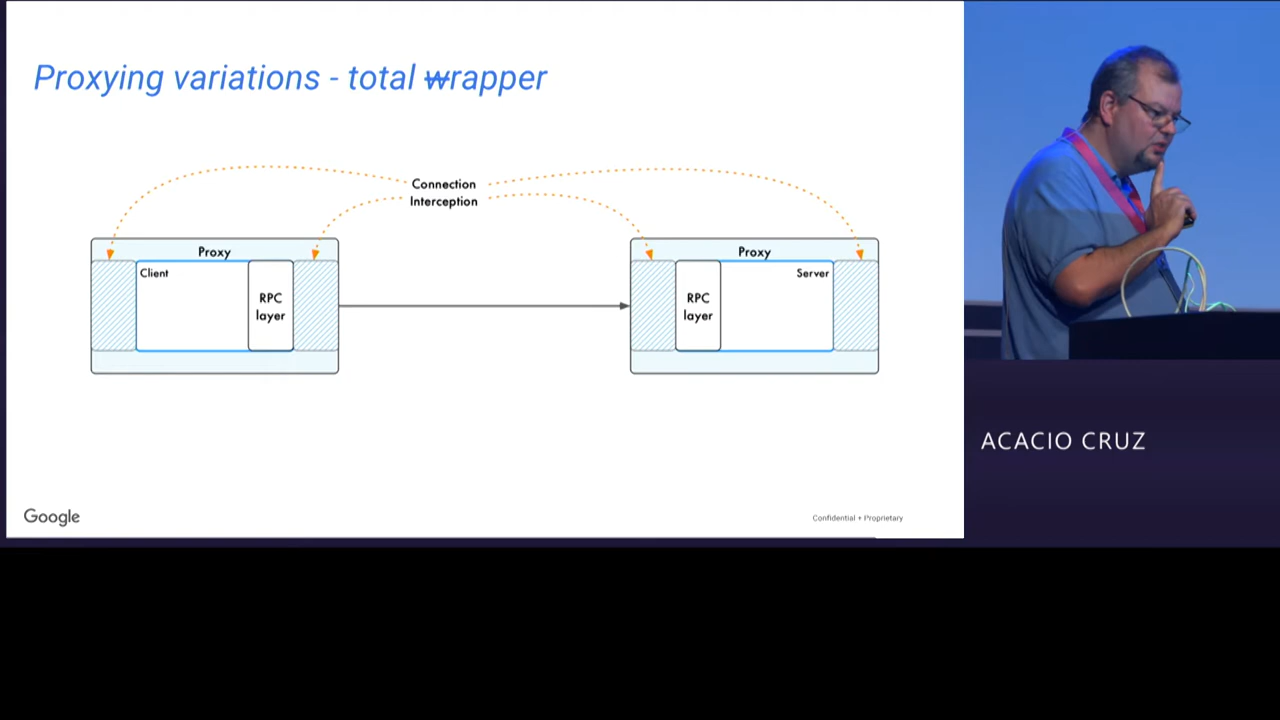 Proxying variations - total wrapper
Connection
Interception
Proxy
Client
RPC
layer
Proxy
Server
RPC
layer
Google
Confidential + Proprietary
ACACIO CRUZ